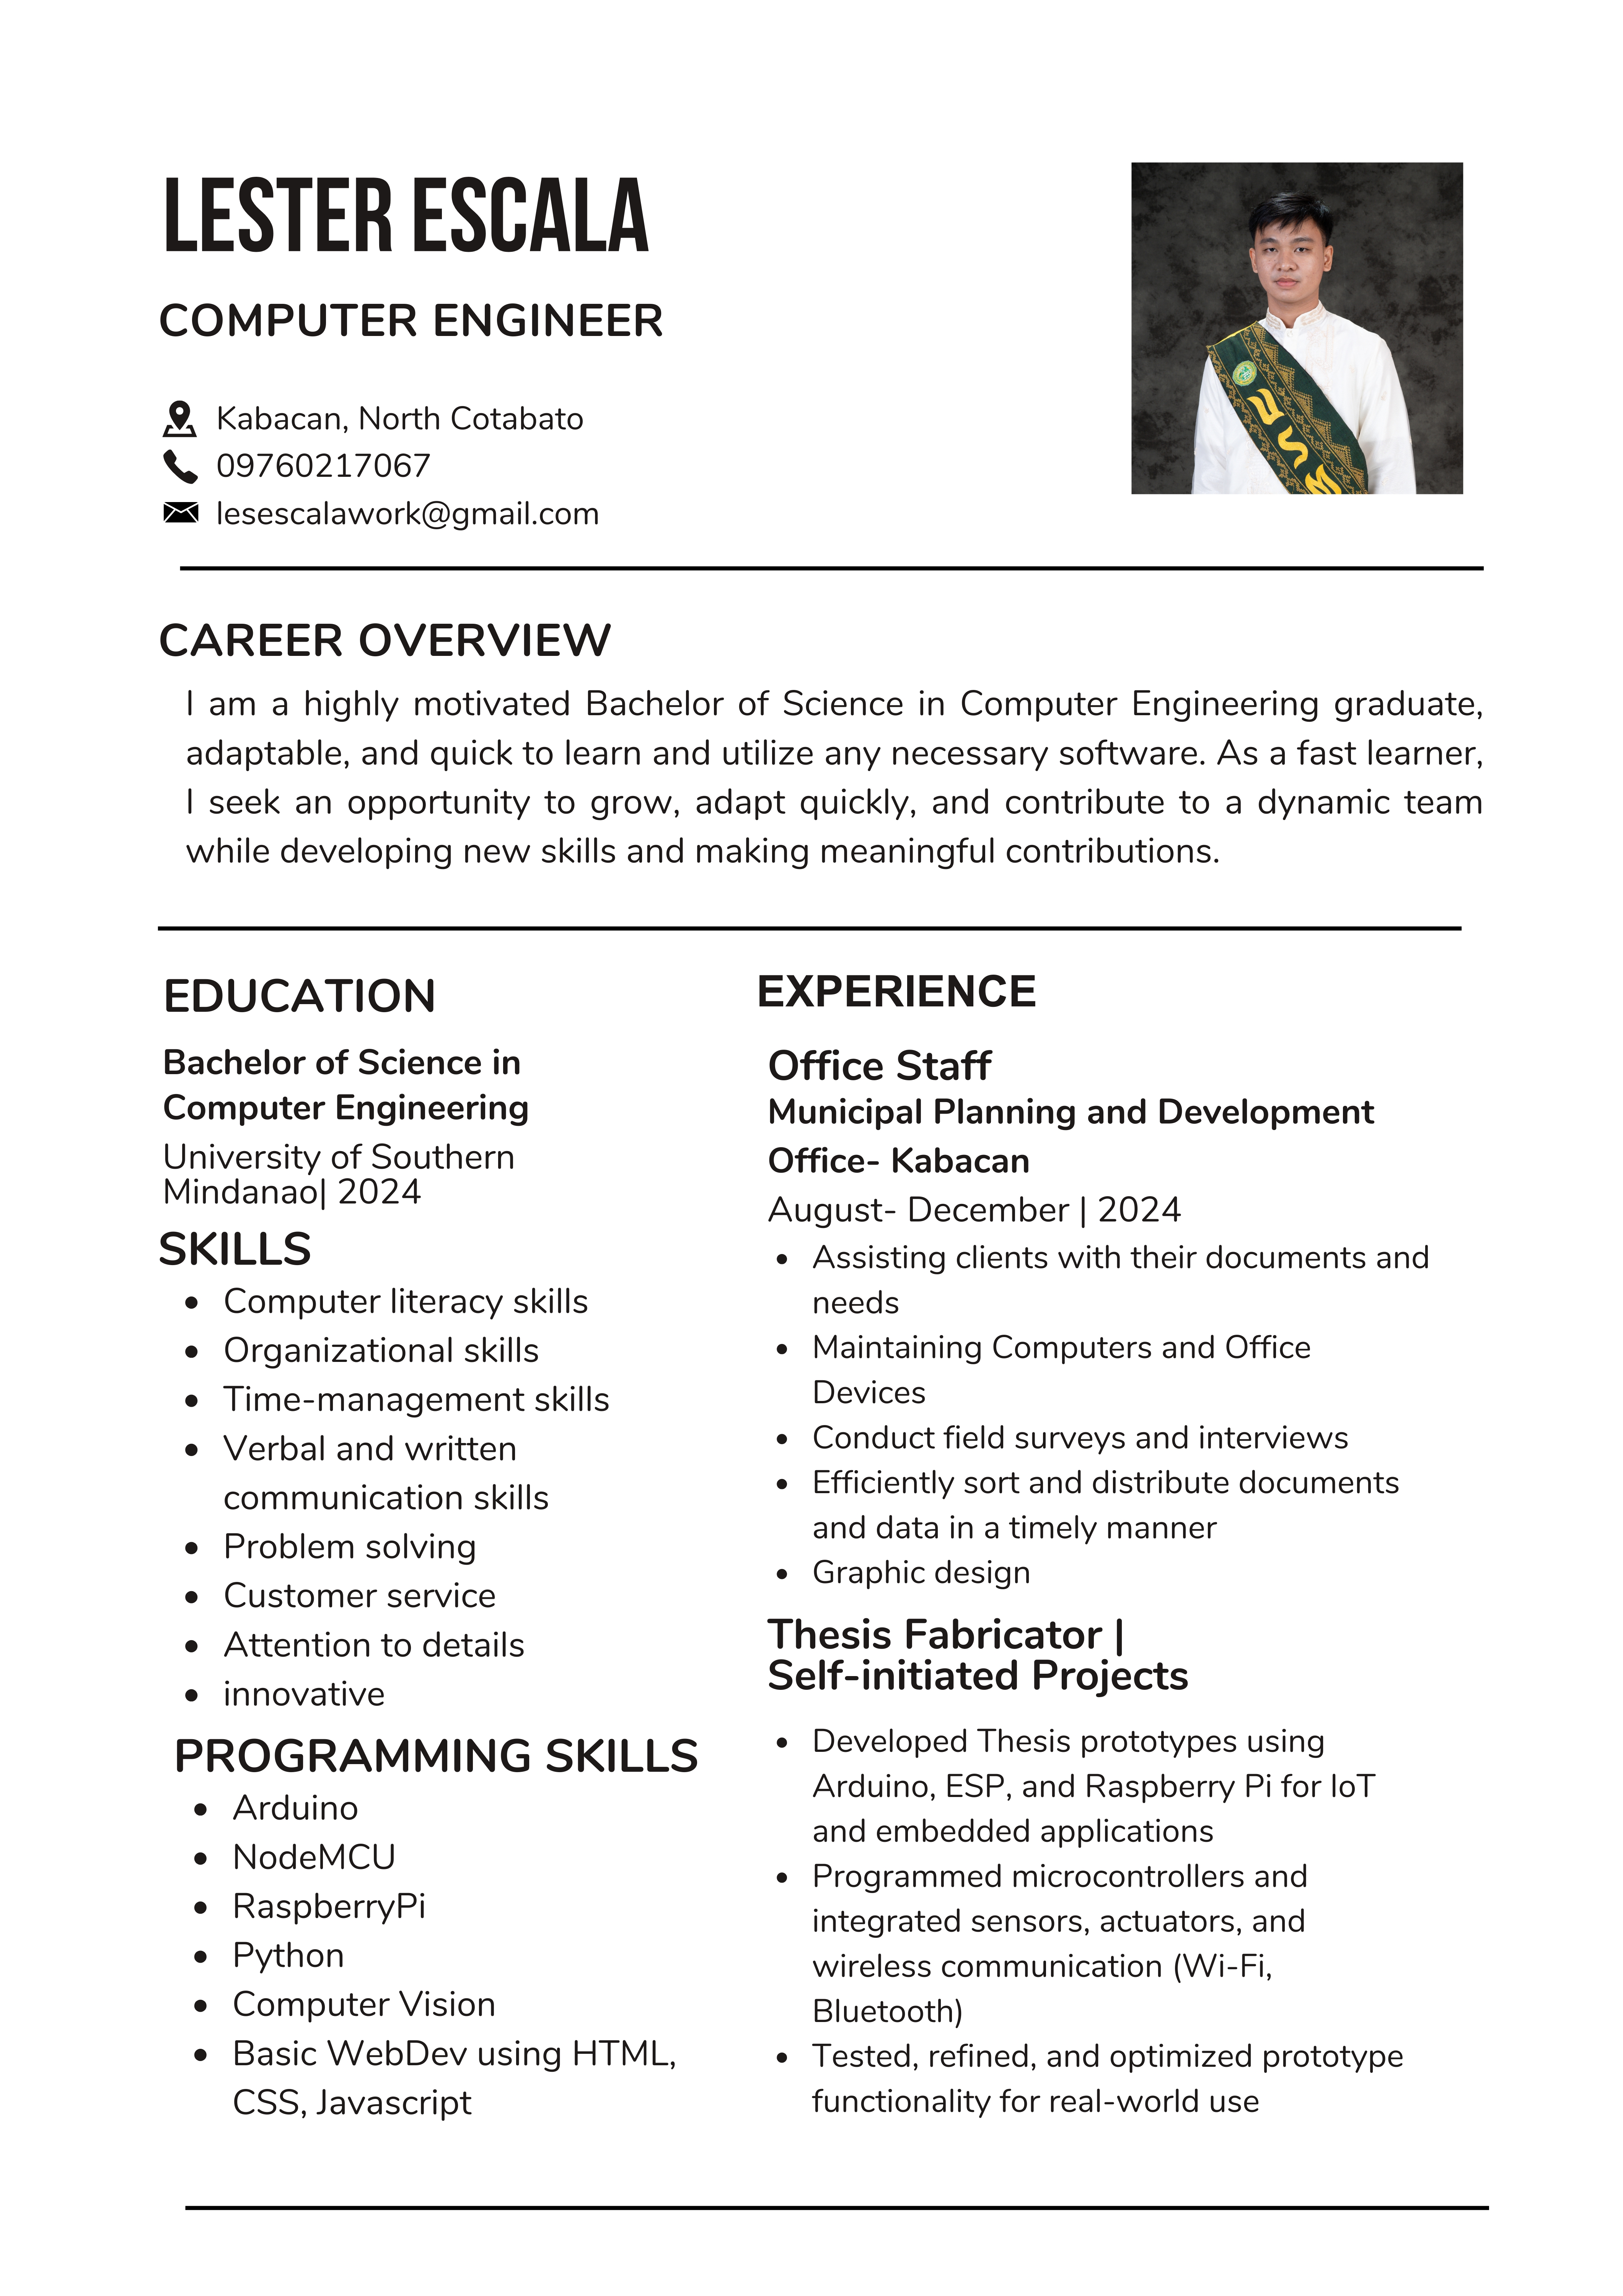 LESTER ESCALA
COMPUTER ENGINEER
Kabacan, North Cotabato
09760217067
lesescalawork@gmail.com
CAREER OVERVIEW
I am a highly motivated Bachelor of Science in Computer Engineering graduate,
adaptable, and quick to learn and utilize any necessary software. As a fast learner,
I seek an opportunity to grow, adapt quickly, and contribute to a dynamic team
while developing new skills and making meaningful contributions.
EDUCATION
Bachelor of Science in
Computer Engineering
University of Southern
Mindanao| 2024
SKILLS
• Computer literacy skills
• Organizational skills
• Time-management skills
• Verbal and written
communication skills
• Problem solving
• Customer service
• Attention to details
• innovative
PROGRAMMING SKILLS
• Arduino
• NodeMCU
• RaspberryPi
• Python
• Computer Vision
• Basic WebDev using HTML,
CSS, Javascript
EXPERIENCE
Office Staff
Municipal Planning and Development
Office- Kabacan
August- December | 2024
• Assisting clients with their documents and
needs
• Maintaining Computers and Office
Devices
• Conduct field surveys and interviews
• Efficiently sort and distribute documents
and data in a timely manner
• Graphic design
Thesis Fabricator |
Self-initiated Projects
• Developed Thesis prototypes using
Arduino, ESP, and Raspberry Pi for IoT
and embedded applications
• Programmed microcontrollers and
integrated sensors, actuators, and
wireless communication (Wi-Fi,
Bluetooth)
• Tested, refined, and optimized prototype
functionality for real-world use